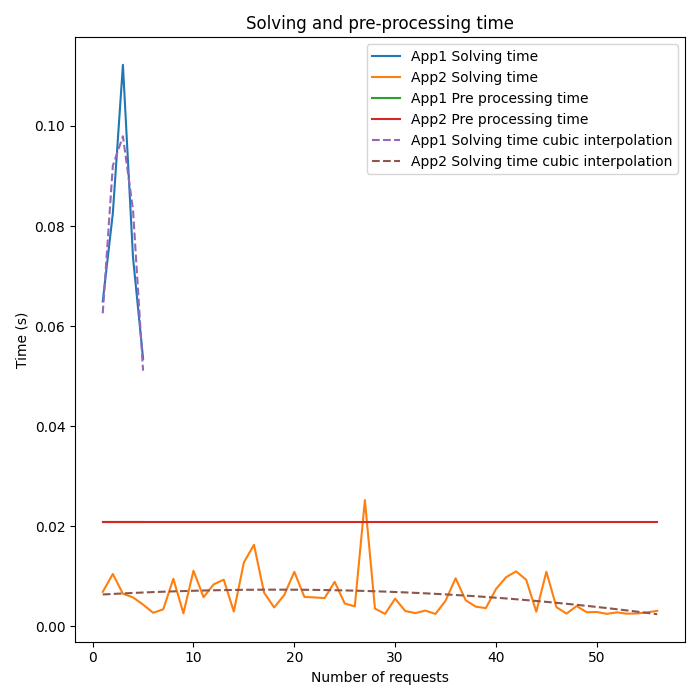 Solving and pre-processing time
App1 Solving time
App2 Solving time
App1 Pre processing time
App2 Pre processing time
App1 Solving time cubic interpolation
App2 Solving time cubic interpolation
Time (s)
0.10
0.08
0.06
0.04
0.02
0.00
0 10 20 30 40 50
Number of requests